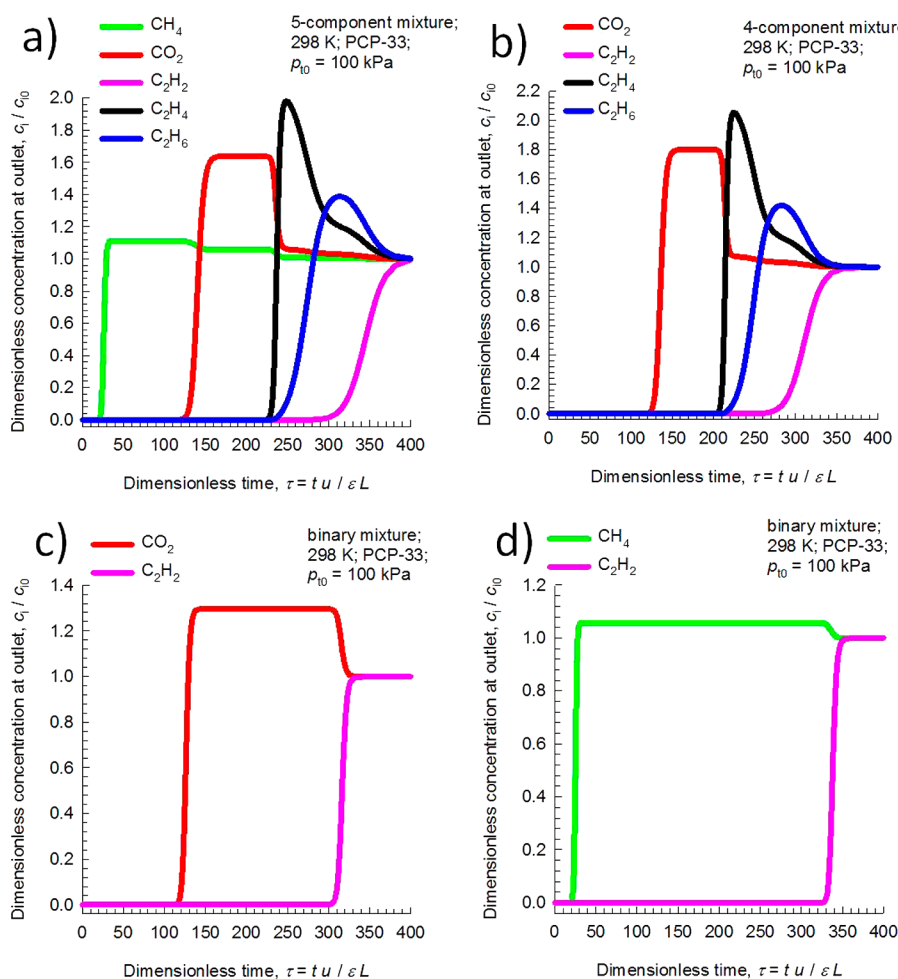 a)
CH4
CO2
C2H2
C2H4
C2H6
5-component mixture;
298 K; PCP-33;
pt0 = 100 kPa
Dimensionless concentration at outlet, ci / ci0
2.0
1.8
1.6
1.4
1.2
1.0
0.8
0.6
0.4
0.2
0.0
0 50 100 150 200 250 300 350 400
Dimensionless time, τ = t u / ε L
b)
CO2
C2H2
C2H4
C2H6
4-component mixture
298 K; PCP-33;
pt0 = 100 kPa
Dimensionless concentration at outlet, ci / ci0
2.2
2.0
1.8
1.6
1.4
1.2
1.0
0.8
0.6
0.4
0.2
0.0
0 50 100 150 200 250 300 350 400
Dimensionless time, τ = t u / ε L
c)
CO2
C2H2
binary mixture;
298 K; PCP-33;
pt0 = 100 kPa
Dimensionless concentration at outlet, ci / ci0
1.4
1.2
1.0
0.8
0.6
0.4
0.2
0.0
0 50 100 150 200 250 300 350 400
Dimensionless time, τ = t u / ε L
d)
CH4
C2H2
binary mixture;
298 K; PCP-33;
pt0 = 100 kPa
Dimensionless concentration at outlet, ci / ci0
1.2
1.0
0.8
0.6
0.4
0.2
0.0
0 50 100 150 200 250 300 350 400
Dimensionless time, τ = t u / ε L